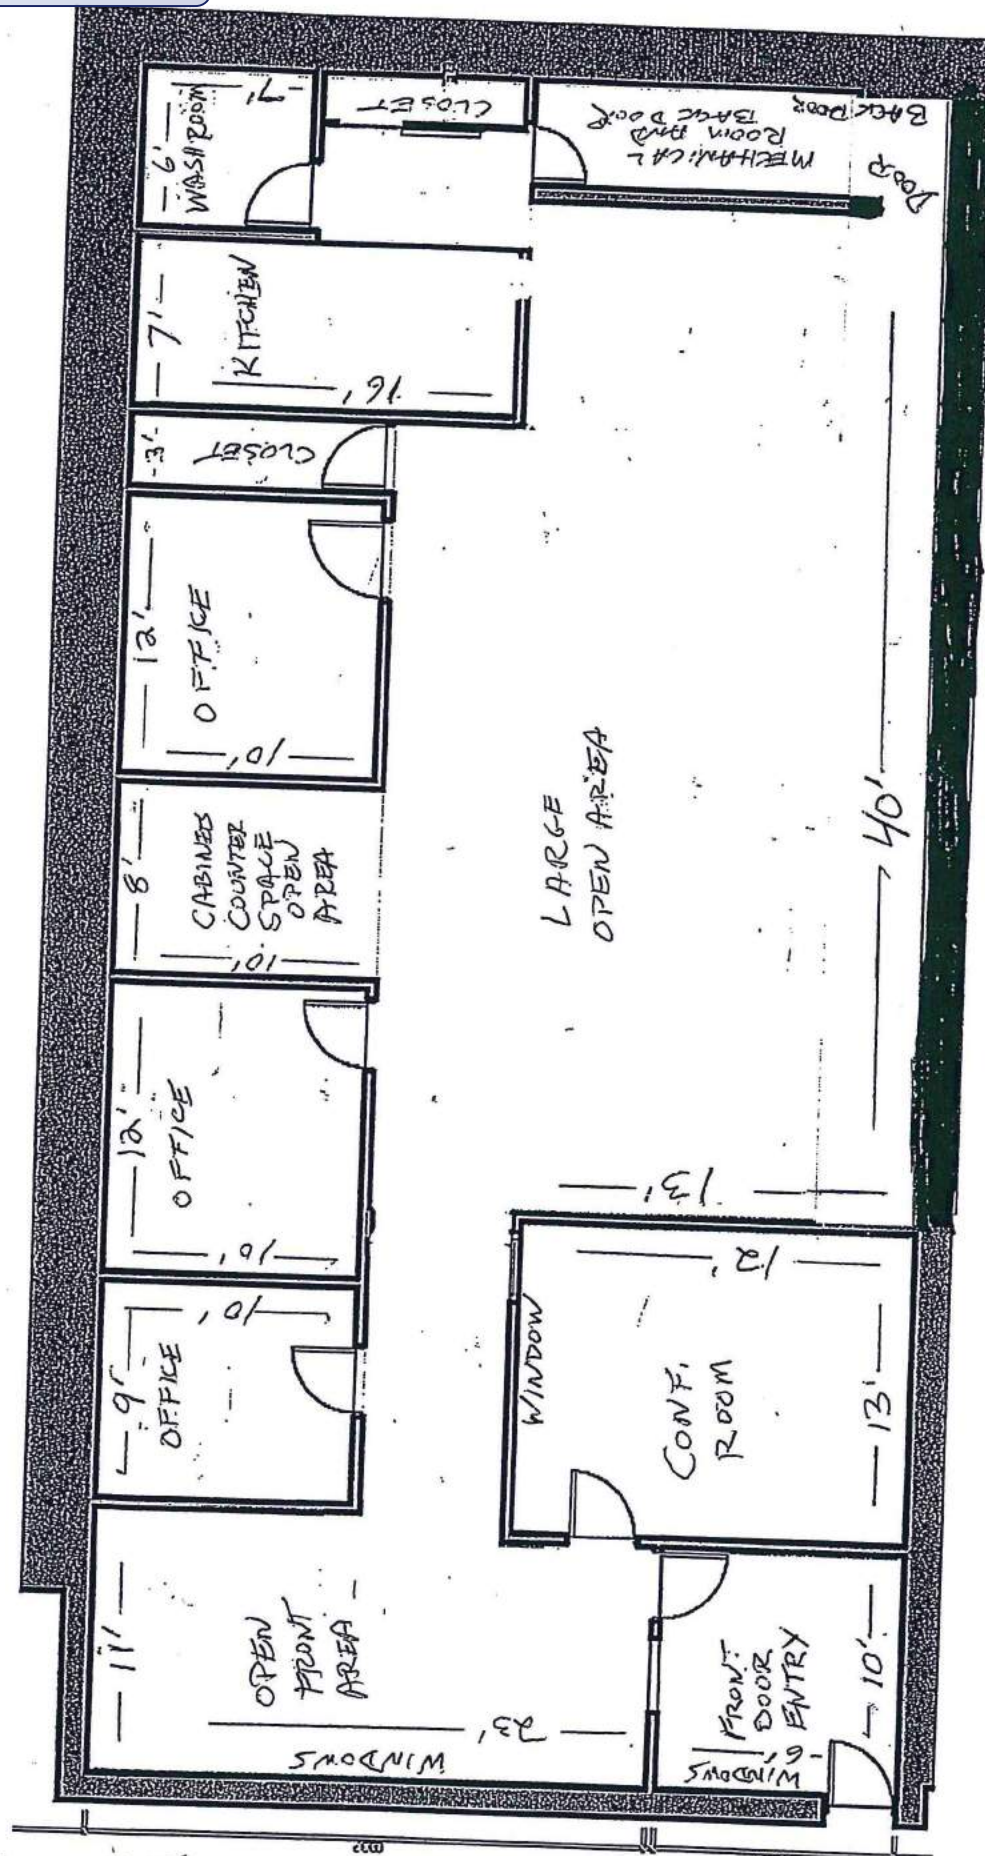 7'
6'
WASHROOM
CLOSET
MECHANICAL
ROOM AND
BACK DOOR
BACK DOOR
DOOR
7'
KITCHEN
16'
3'
CLOSET
12'
OFFICE
10'
8'
CABINETS
COUNTER
SPACE
OPEN
AREA
10'
LARGE
OPEN AREA
40'
12'
OFFICE
10'
13'
10'
9'
OFFICE
WINDOW
12'
CONF.
ROOM
13'
11'
OPEN
FRONT
AREA
23'
WINDOWS
FRONT
DOOR
ENTRY
10'
6'
WINDOWS